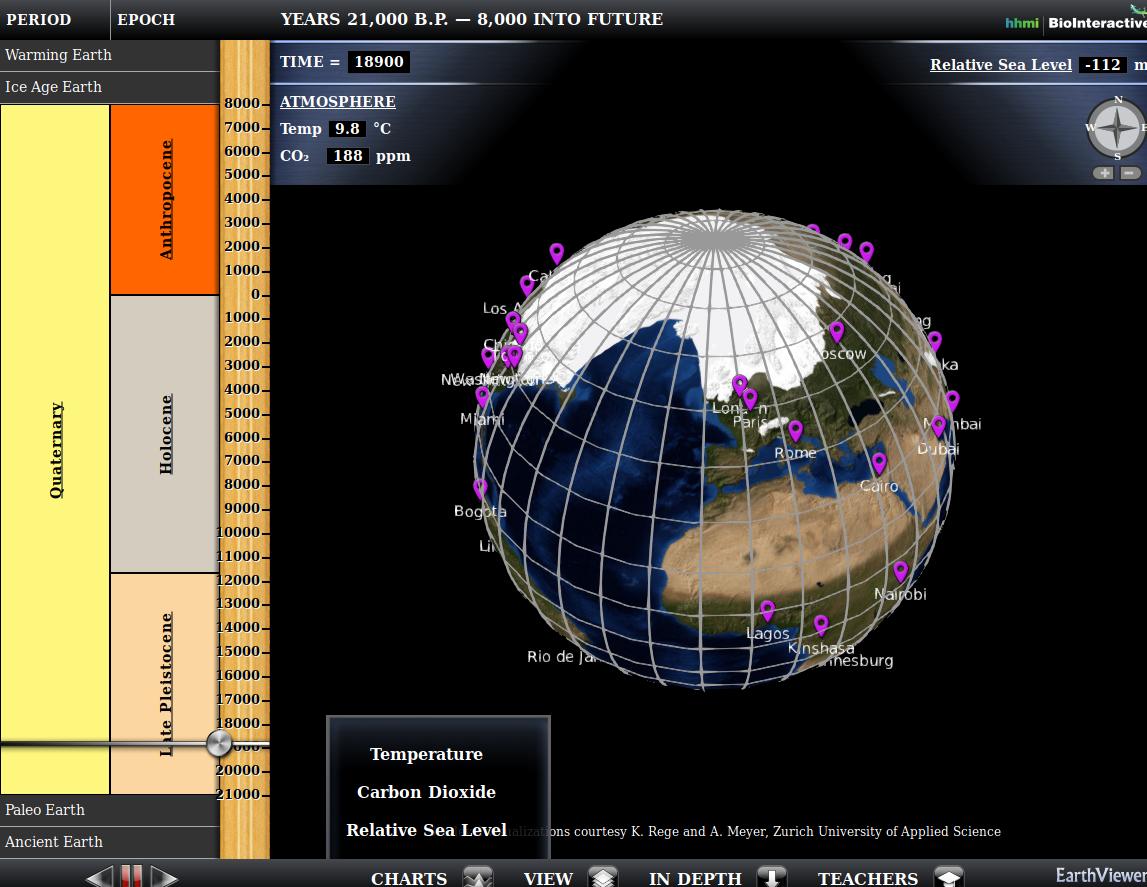 PERIOD
EPOCH
YEARS 21,000 B.P. — 8,000 INTO FUTURE
hhmi BioInteractive
Warming Earth
Ice Age Earth
TIME = 18900
Relative Sea Level -112 m
ATMOSPHERE
Temp 9.8 °C
CO₂ 188 ppm
N
W E
S
Quaternary
Anthropocene
Holocene
Late Pleistocene
8000
7000
6000
5000
4000
3000
2000
1000
0
1000
2000
3000
4000
5000
6000
7000
8000
9000
10000
11000
12000
13000
14000
15000
16000
17000
18000
20000
21000
Los A
Moscow
Miami
London
Paris
Rome
Mumbai
Dubai
Cairo
Bogota
Nairobi
Lagos
Kinshasa
Rio de Ja
nnesburg
Paleo Earth
Ancient Earth
Temperature
Carbon Dioxide
Relative Sea Level
izations courtesy K. Rege and A. Meyer, Zurich University of Applied Science
CHARTS
VIEW
IN DEPTH
TEACHERS
EarthViewer